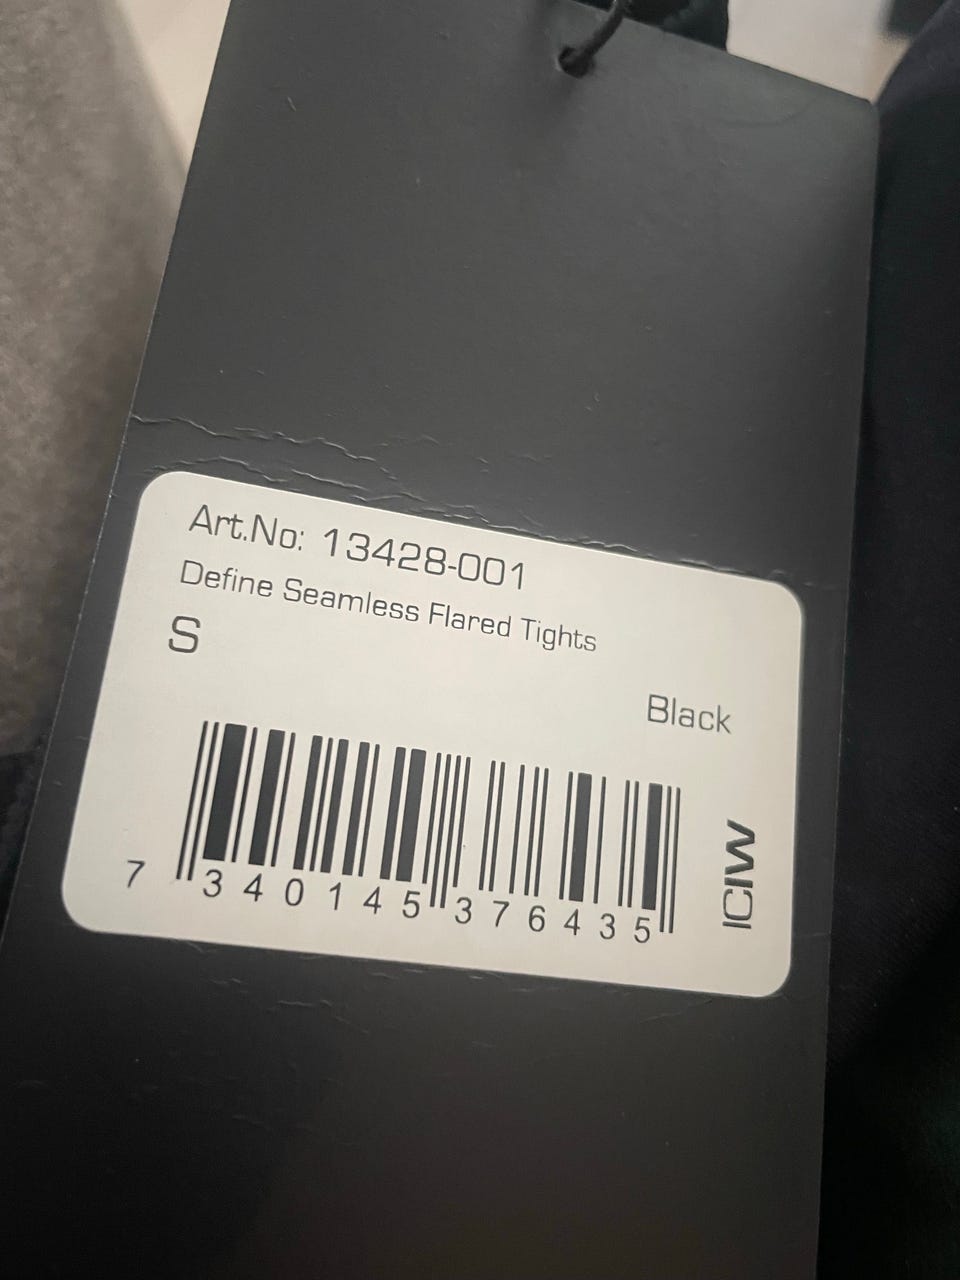 Art.No: 13428-001
Define Seamless Flared Tights
S
Black
7 340145 376435
ICIW